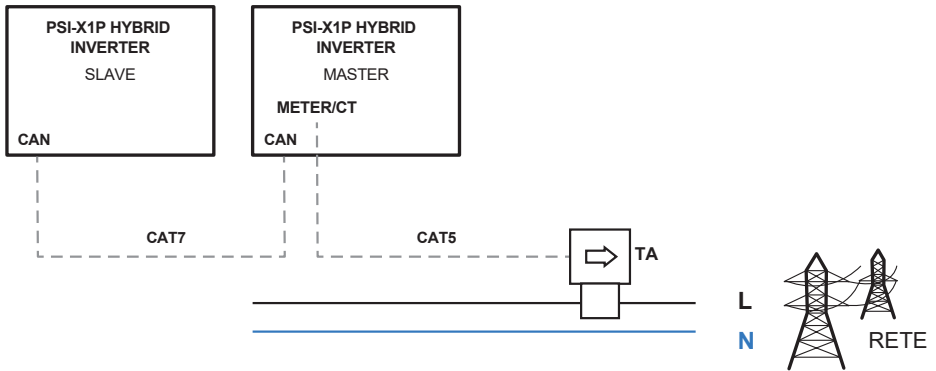 PSI-X1P HYBRID
INVERTER
SLAVE
CAN
PSI-X1P HYBRID
INVERTER
MASTER
METER/CT
CAN
CAT7
CAT5
TA
L
N
RETE